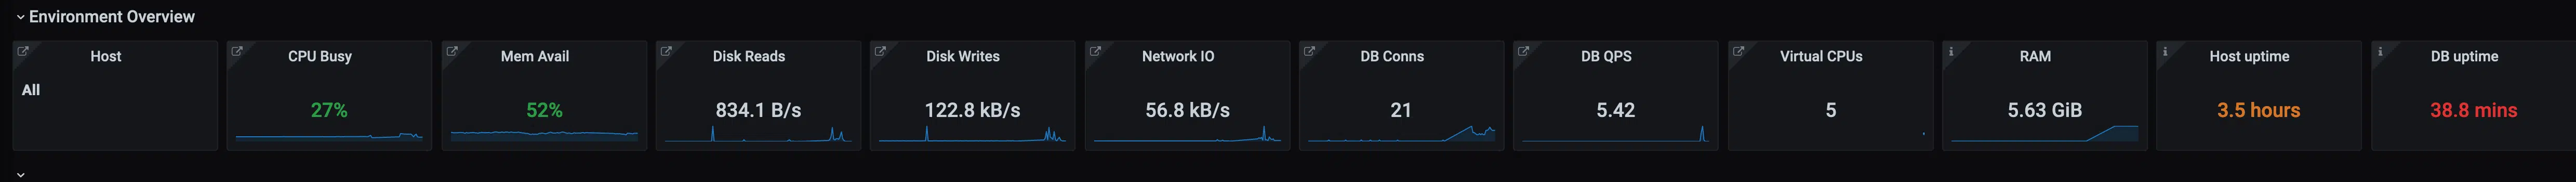 Environment Overview
Host
All
CPU Busy
27%
Mem Avail
52%
Disk Reads
834.1 B/s
Disk Writes
122.8 kB/s
Network IO
56.8 kB/s
DB Conns
21
DB QPS
5.42
Virtual CPUs
5
RAM
5.63 GiB
Host uptime
3.5 hours
DB uptime
38.8 mins